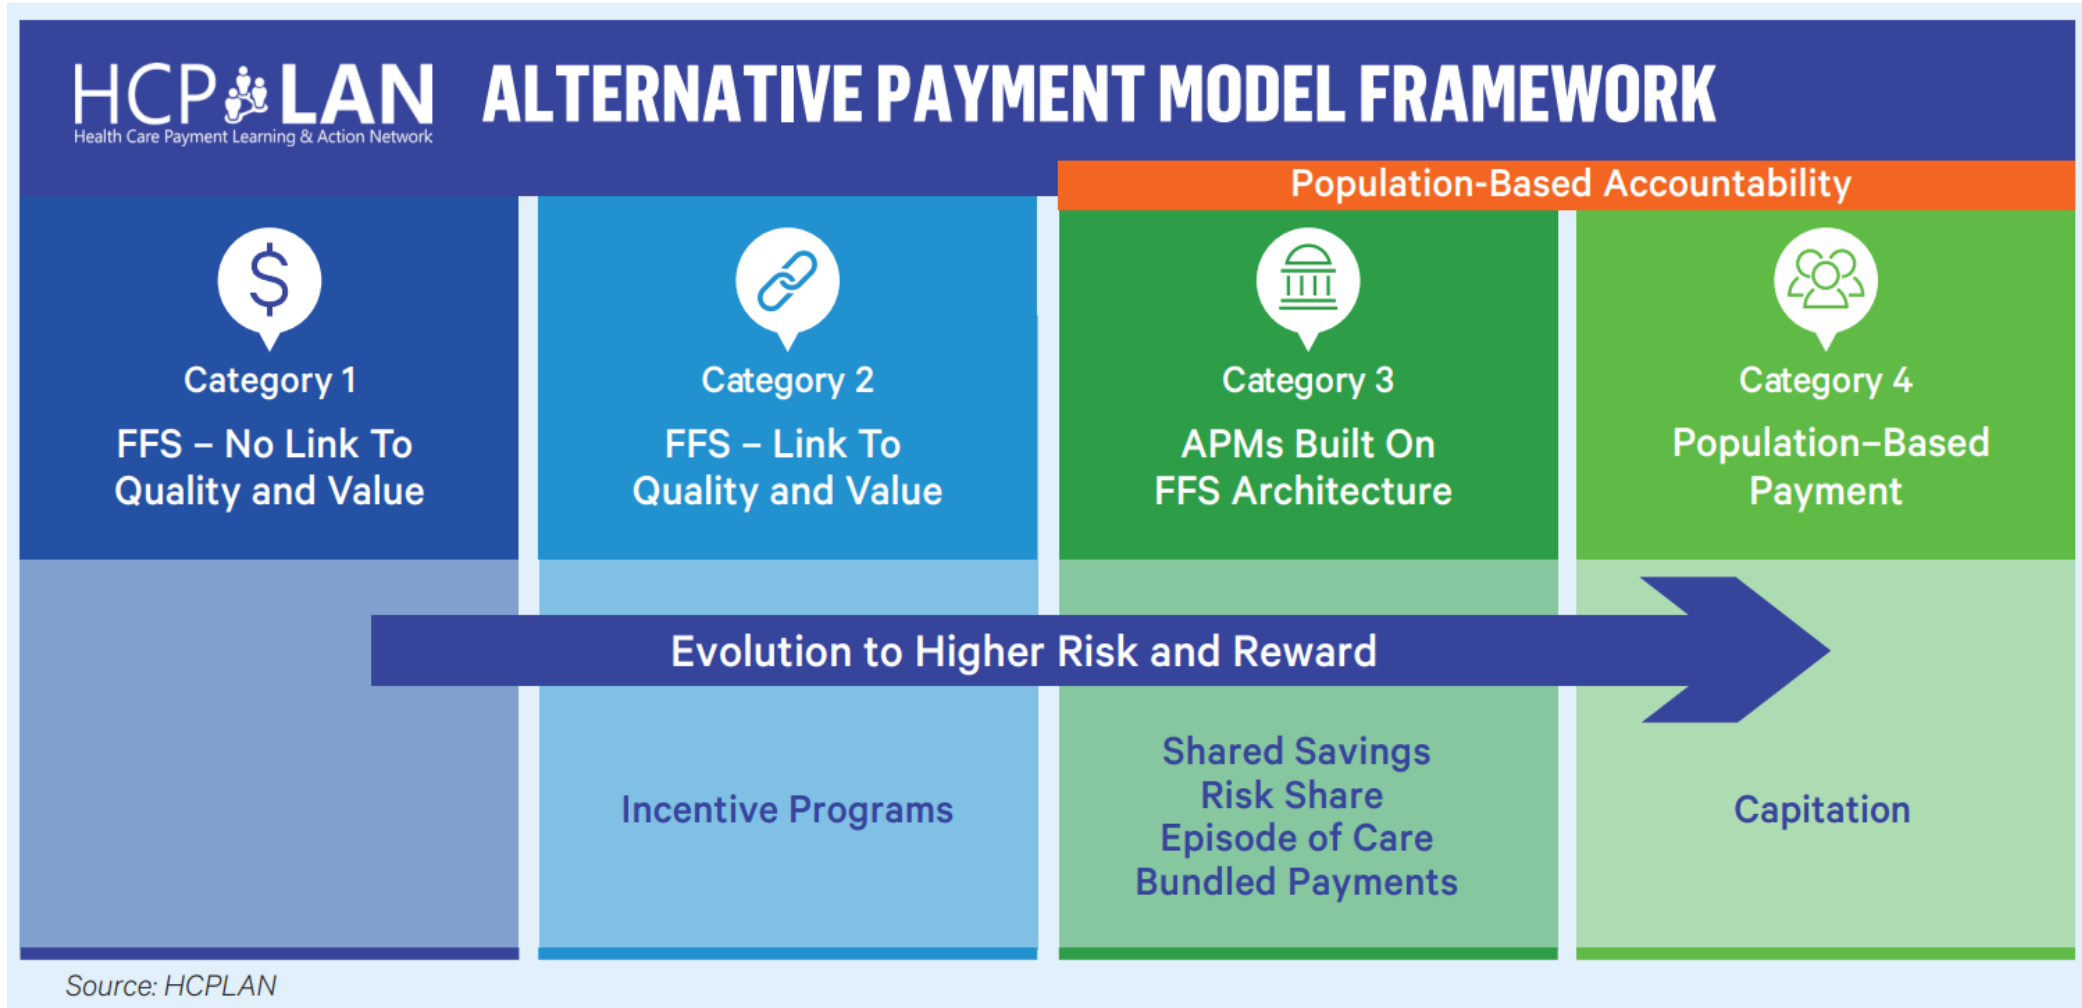 HCP LAN
Health Care Payment Learning & Action Network
ALTERNATIVE PAYMENT MODEL FRAMEWORK
Population-Based Accountability
$
Category 1
FFS – No Link To
Quality and Value
Category 2
FFS – Link To
Quality and Value
Category 3
APMs Built On
FFS Architecture
Category 4
Population–Based
Payment
Evolution to Higher Risk and Reward
Incentive Programs
Shared Savings
Risk Share
Episode of Care
Bundled Payments
Capitation
Source: HCPLAN